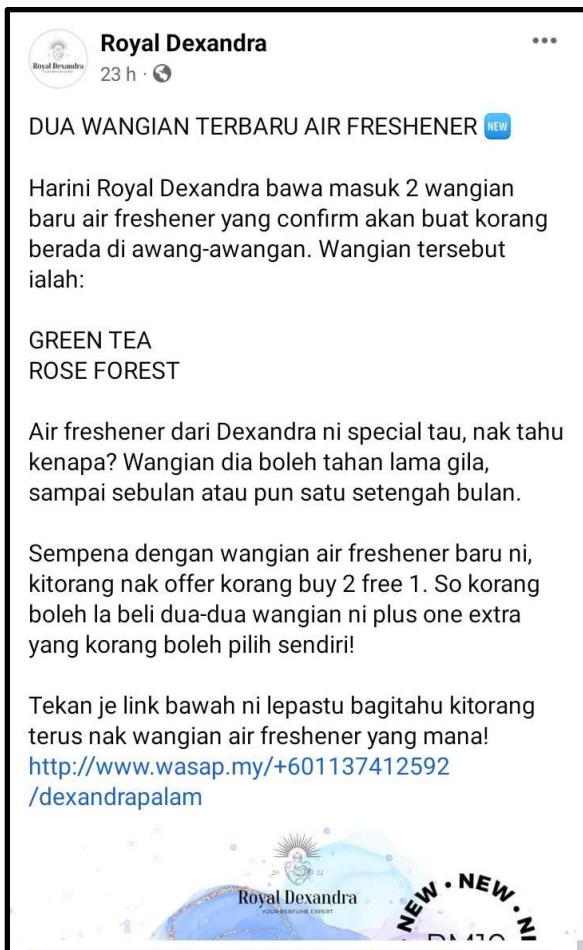 Royal Dexandra
Royal Dexandra
23 h ·
•••
DUA WANGIAN TERBARU AIR FRESHENER NEW
Harini Royal Dexandra bawa masuk 2 wangian
baru air freshener yang confirm akan buat korang
berada di awang-awangan. Wangian tersebut
ialah:
GREEN TEA
ROSE FOREST
Air freshener dari Dexandra ni special tau, nak tahu
kenapa? Wangian dia boleh tahan lama gila,
sampai sebulan atau pun satu setengah bulan.
Sempena dengan wangian air freshener baru ni,
kitorang nak offer korang buy 2 free 1. So korang
boleh la beli dua-dua wangian ni plus one extra
yang korang boleh pilih sendiri!
Tekan je link bawah ni lepastu bagitahu kitorang
terus nak wangian air freshener yang mana!
http://www.wasap.my/+601137412592
/dexandrapalam
Royal Dexandra
YOUR PERFUME EXPERT
NEW · NEW ·